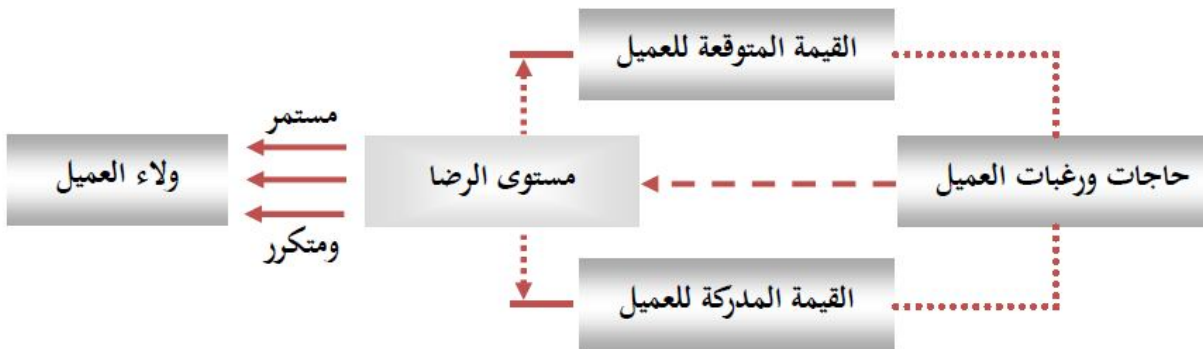 القيمة المتوقعة للعميل
حاجات ورغبات العميل
مستوى الرضا
مستمر
ومتكرر
ولاء العميل
القيمة المدركة للعميل